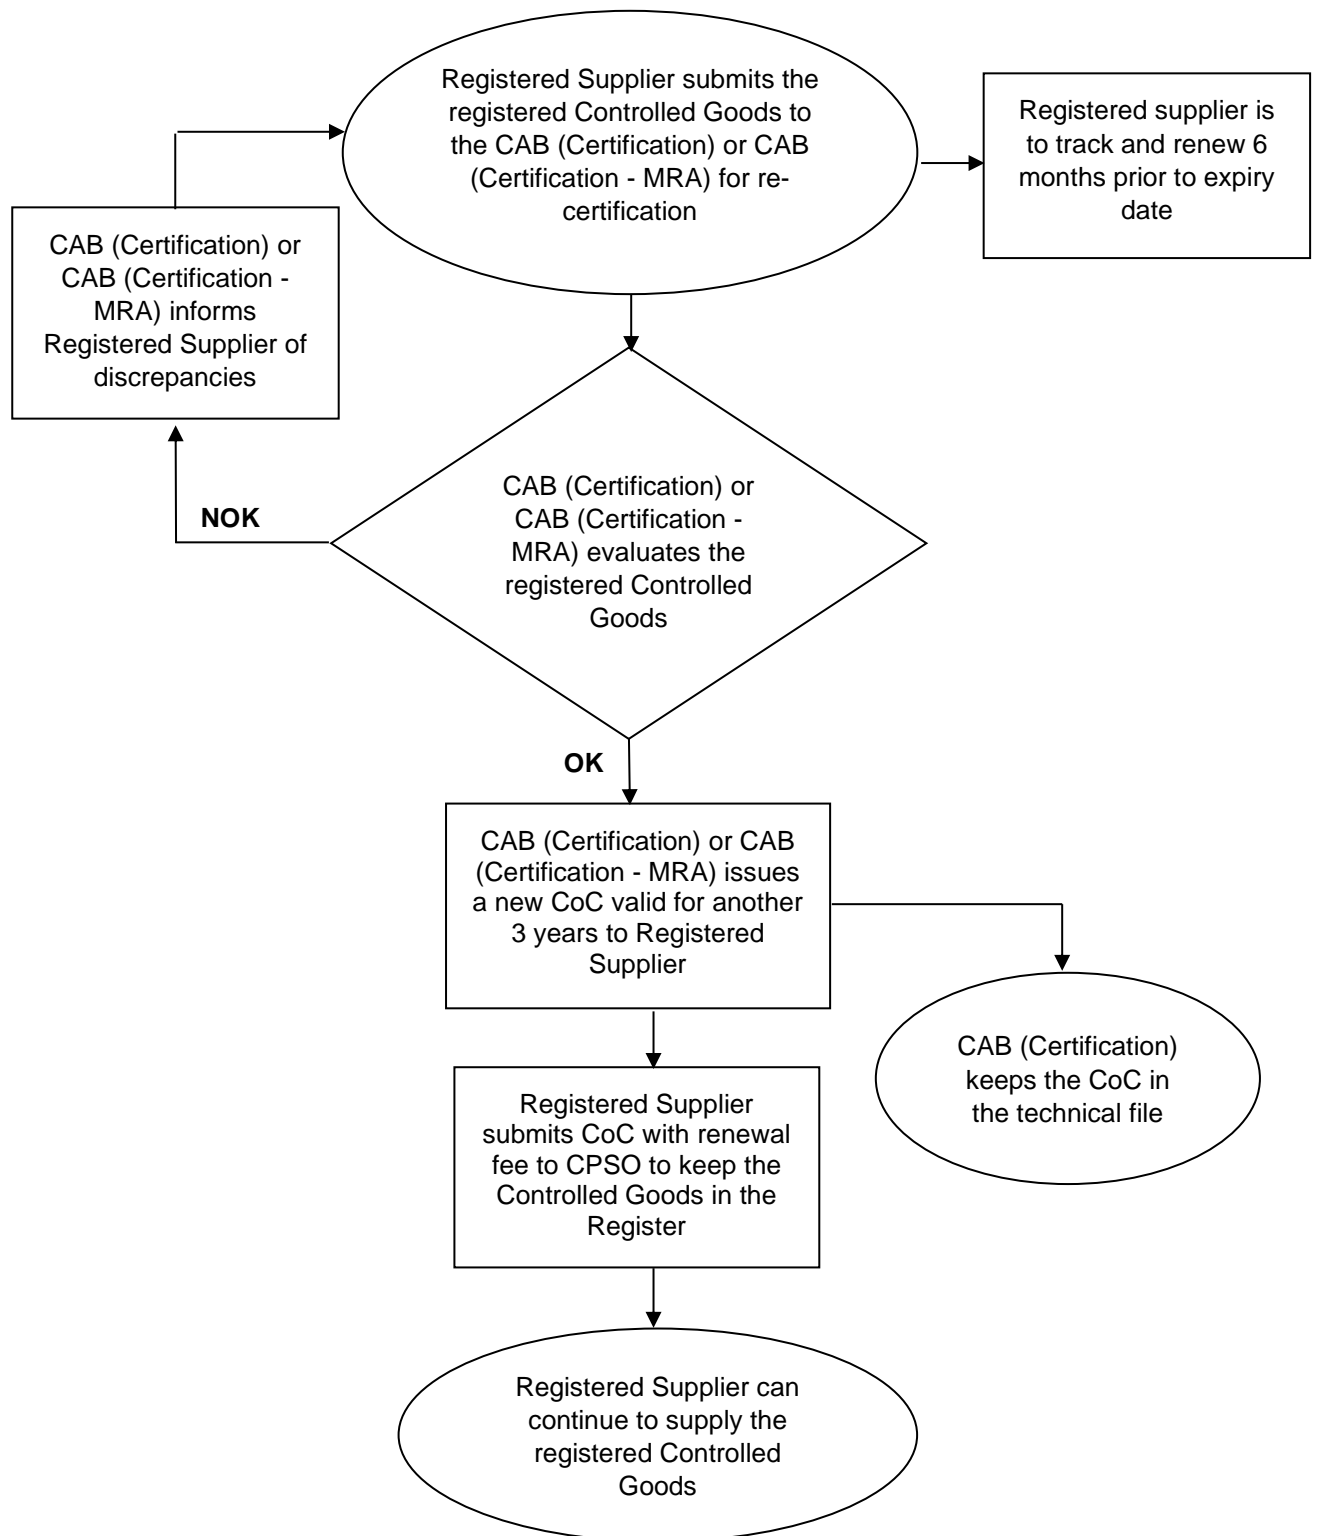 Registered Supplier submits the
registered Controlled Goods to
the CAB (Certification) or CAB
(Certification - MRA) for re-
certification
Registered supplier is
to track and renew 6
months prior to expiry
date
CAB (Certification) or
CAB (Certification -
MRA) informs
Registered Supplier of
discrepancies
CAB (Certification) or
CAB (Certification -
MRA) evaluates the
registered Controlled
Goods
NOK
OK
CAB (Certification) or CAB
(Certification - MRA) issues
a new CoC valid for another
3 years to Registered
Supplier
CAB (Certification)
keeps the CoC in
the technical file
Registered Supplier
submits CoC with renewal
fee to CPSO to keep the
Controlled Goods in the
Register
Registered Supplier can
continue to supply the
registered Controlled
Goods